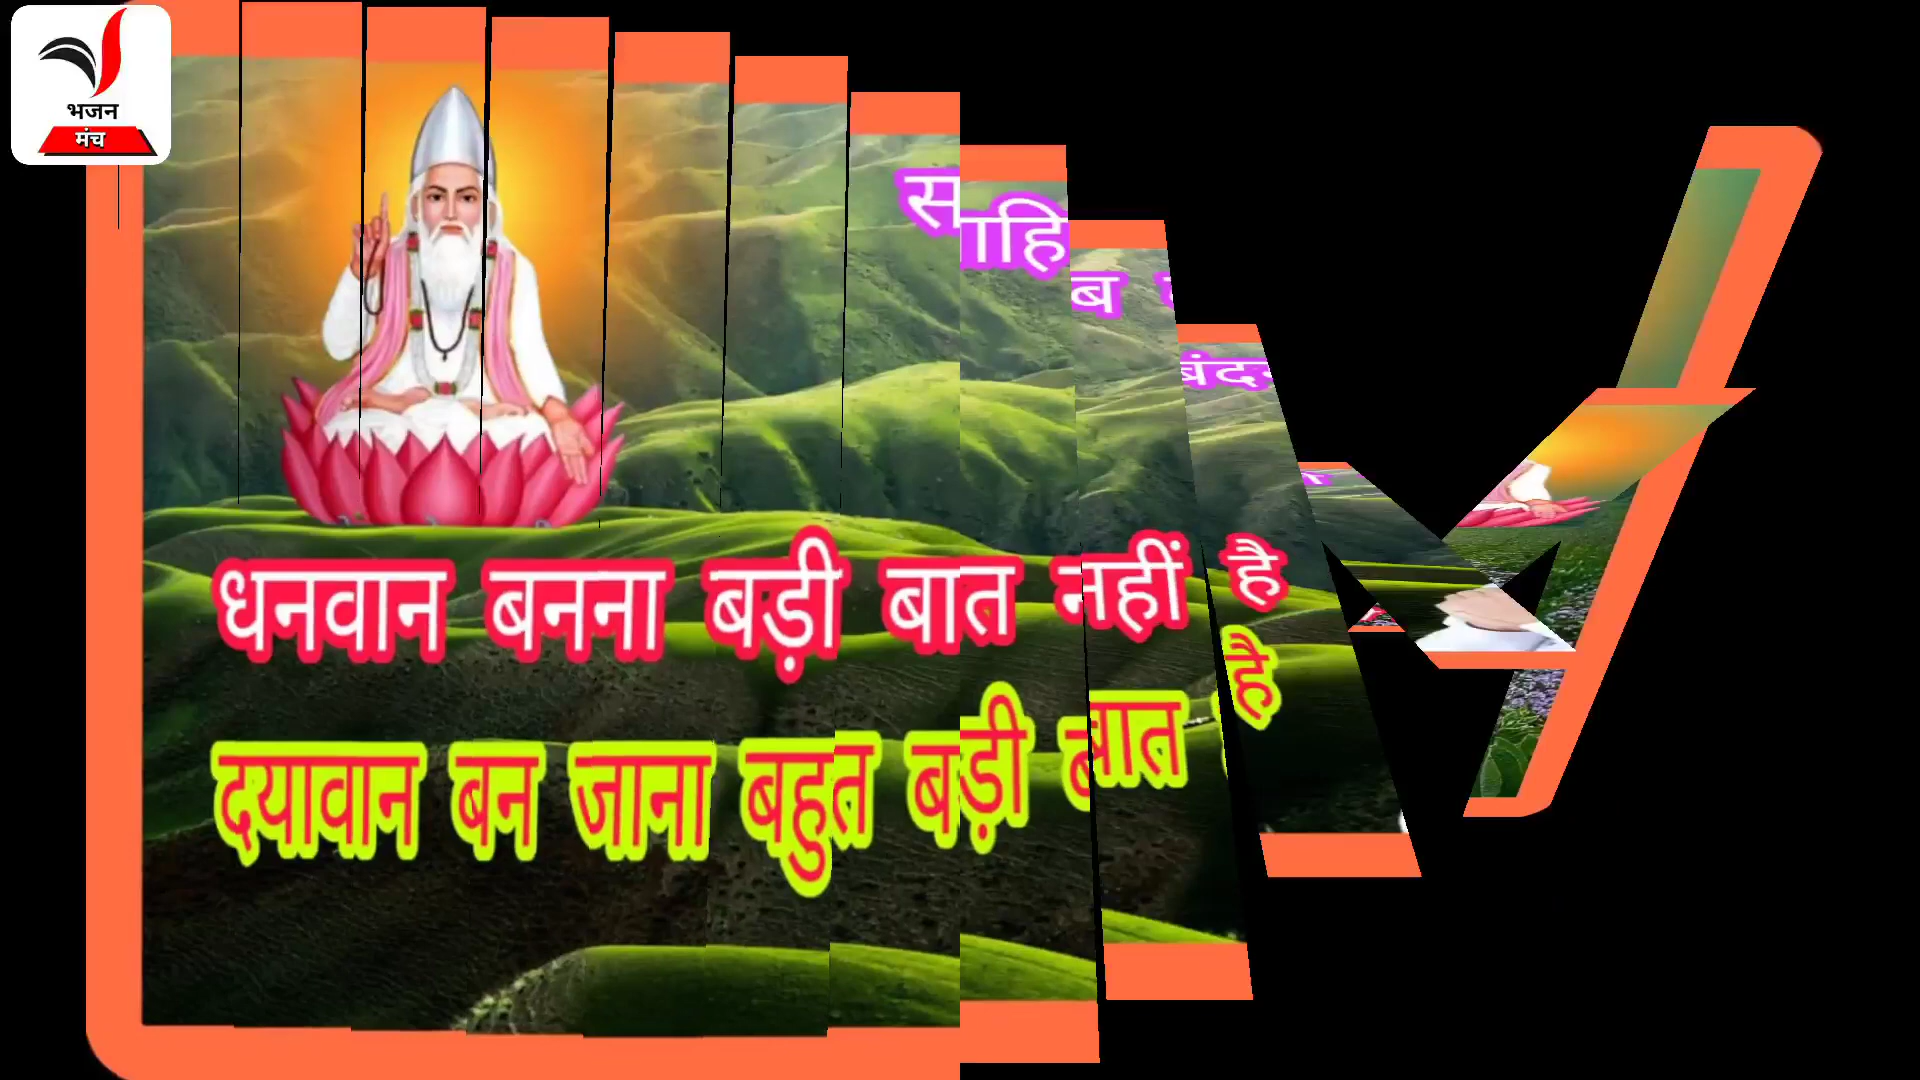 भजन
मंच
साहिब
धनवान बनना बड़ी बात नहीं है
दयावान बन जाना बहुत बड़ी बात है